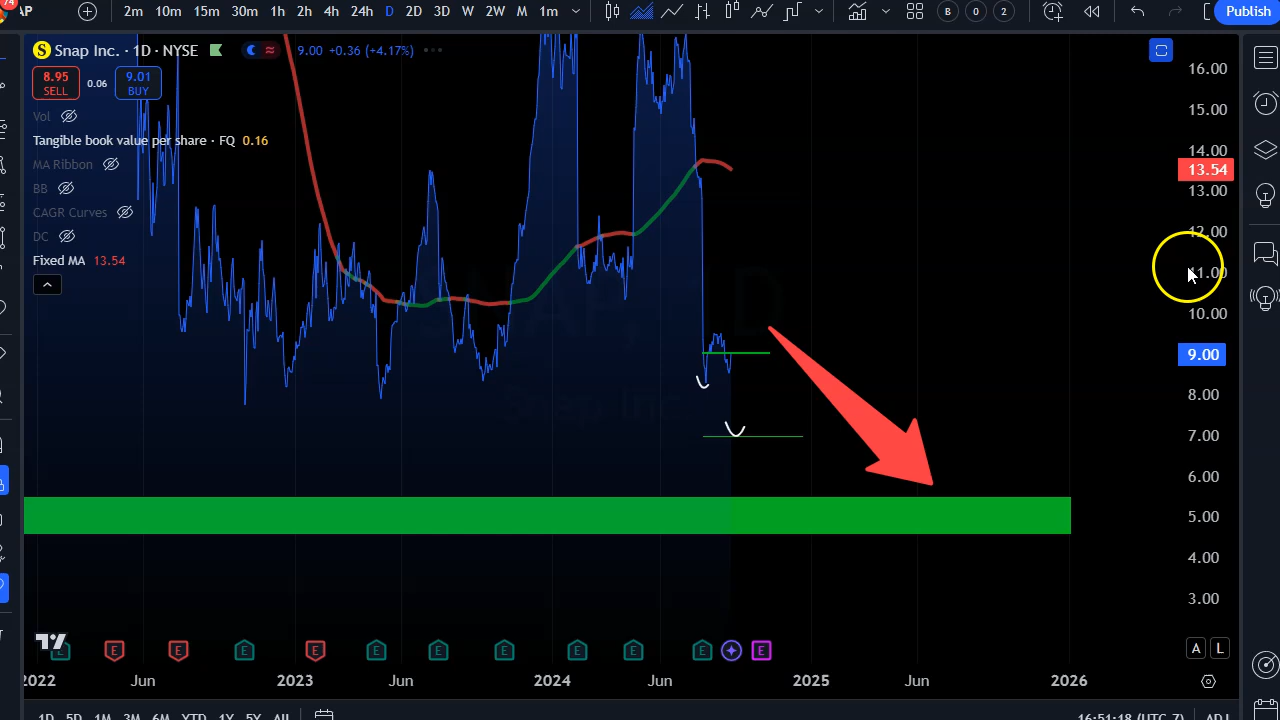 74
AP
2m 10m 15m 30m 1h 2h 4h 24h D 2D 3D W 2W M 1m
B O 2
Publish
Snap Inc. · 1D · NYSE
9.00 +0.36 (+4.17%)
8.95
SELL
0.06
9.01
BUY
Vol
Tangible book value per share · FQ 0.16
MA Ribbon
BB
CAGR Curves
DC
Fixed MA 13.54
16.00
15.00
14.00
13.54
13.00
12.00
11.00
10.00
9.00
8.00
7.00
6.00
5.00
4.00
3.00
E E E E E E E E E E E E
A L
2022 Jun 2023 Jun 2024 Jun 2025 Jun 2026
1D 5D 1M 3M 6M YTD 1Y 5Y All
16:51:18 (UTC-7) ADJ